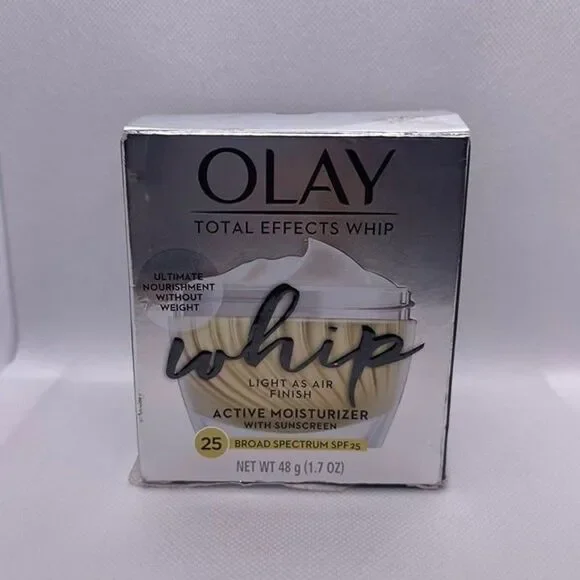 OLAY
TOTAL EFFECTS WHIP
ULTIMATE
NOURISHMENT
WITHOUT
WEIGHT
whip
LIGHT AS AIR
FINISH
ACTIVE MOISTURIZER
WITH SUNSCREEN
25 BROAD SPECTRUM SPF 25
NET WT 48 g (1.7 OZ)